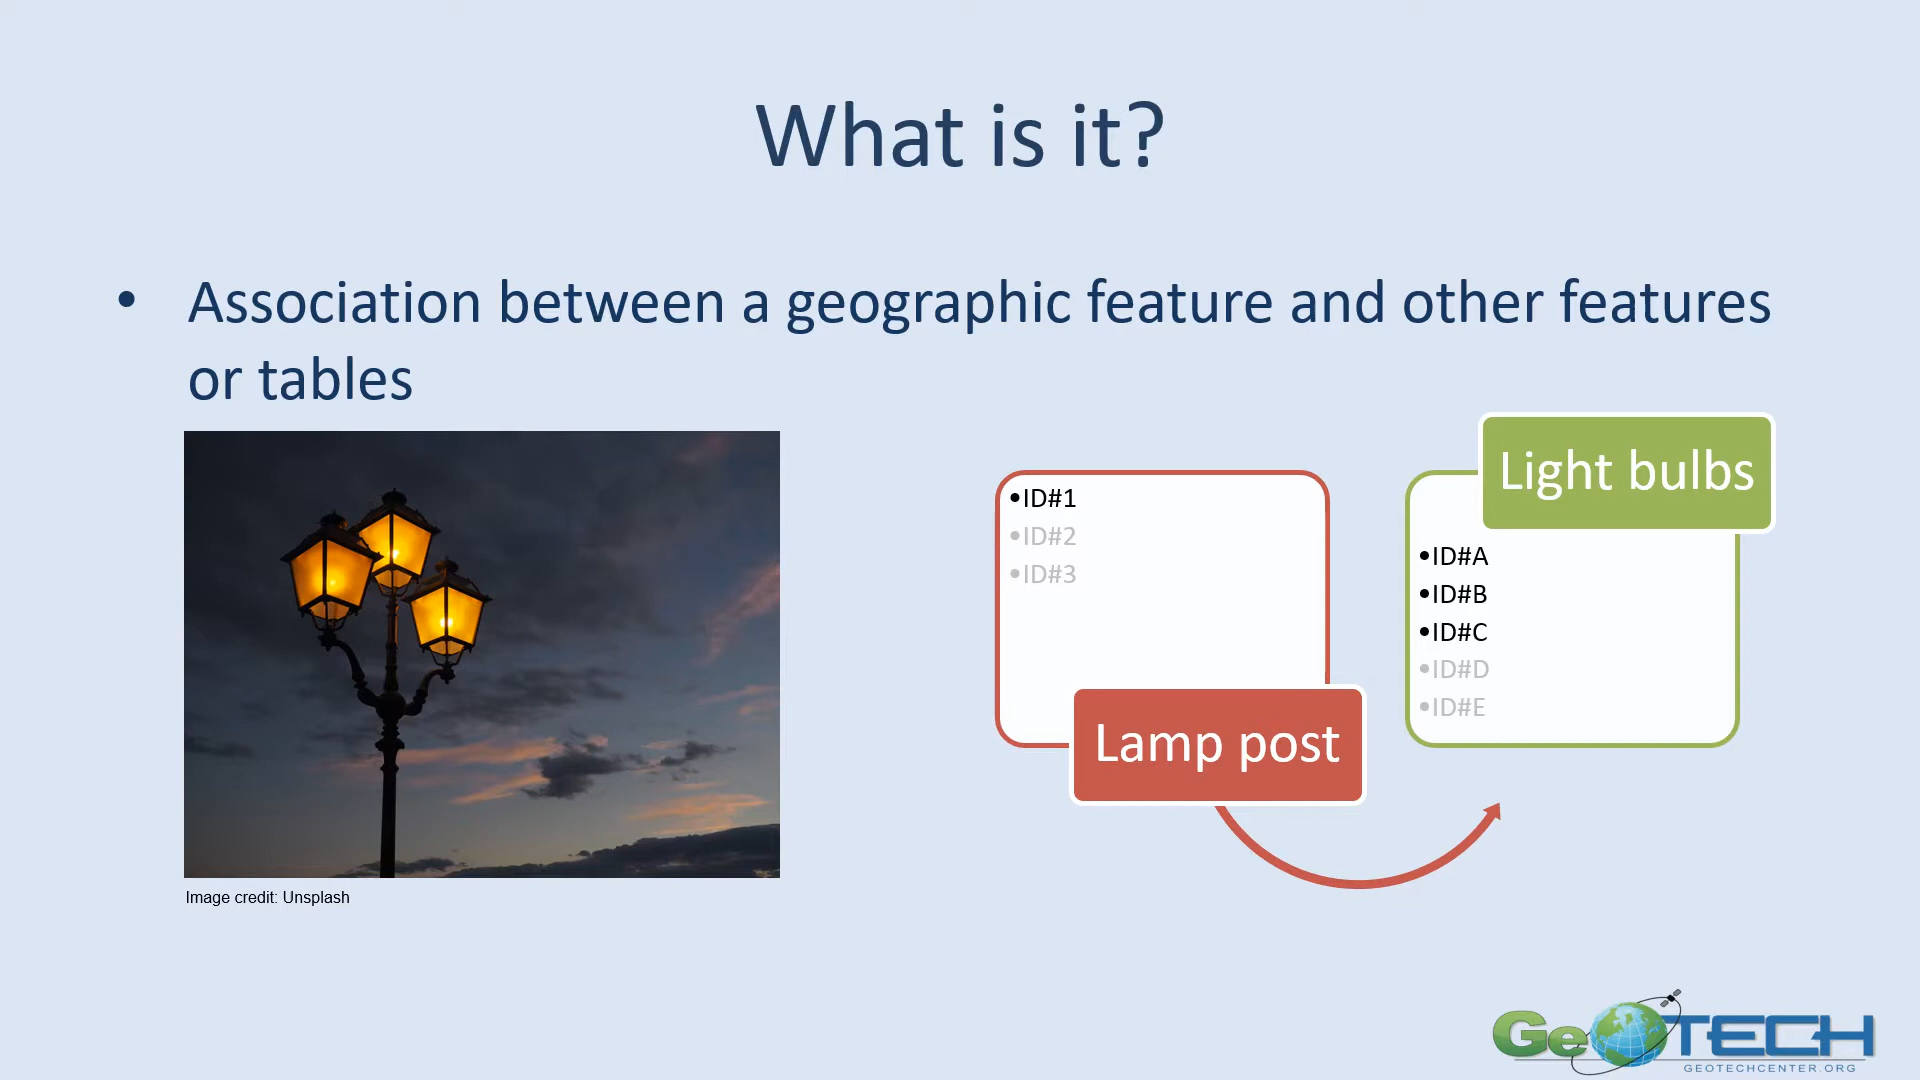 What is it?
• Association between a geographic feature and other features
or tables
Image credit: Unsplash
•ID#1
•ID#2
•ID#3
Lamp post
Light bulbs
•ID#A
•ID#B
•ID#C
•ID#D
•ID#E
GeoTECH
GEOTECHCENTER.ORG